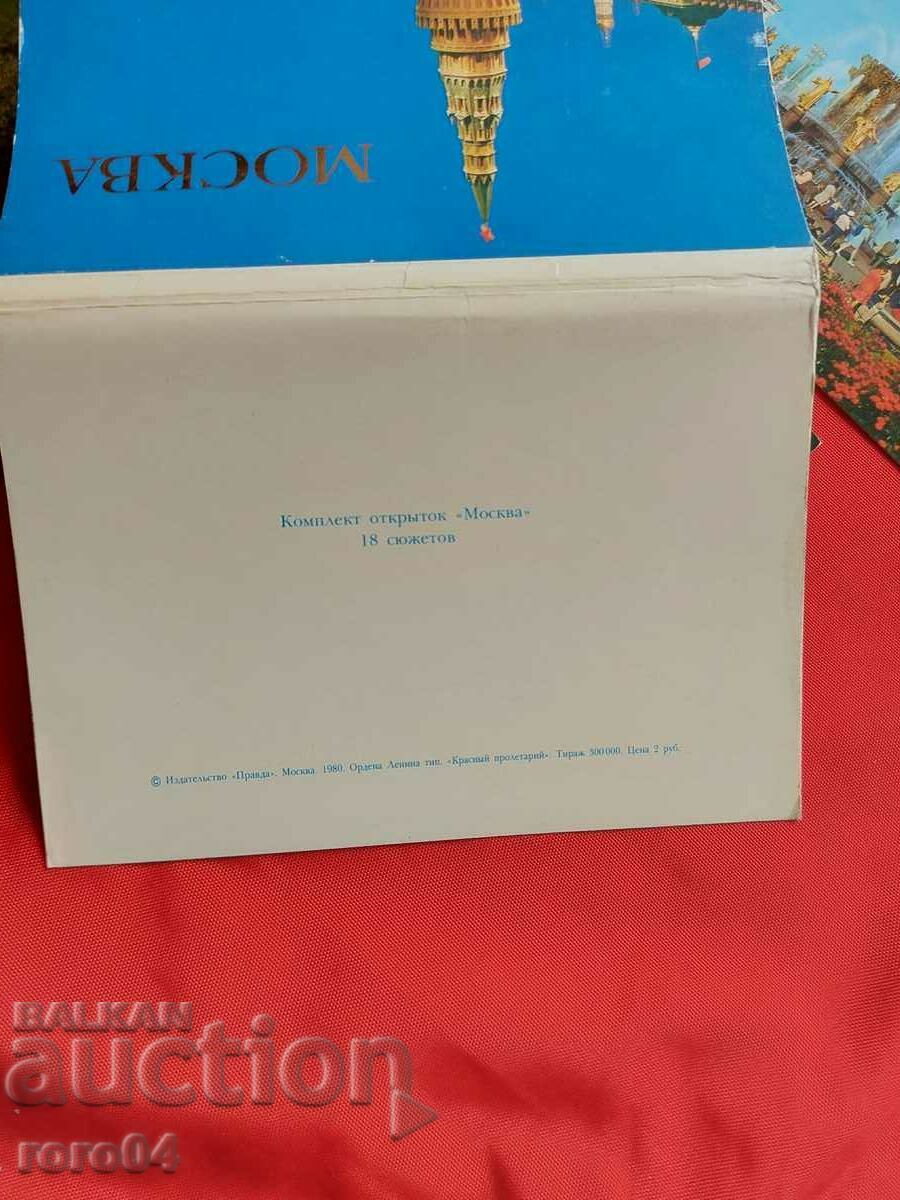 МОСКВА
Комплект открыток «Москва»
18 сюжетов
© Издательство «Правда». Москва. 1980. Ордена Ленина тип. «Красный пролетарий». Тираж 300000. Цена 2 руб.
BALKAN
auction
roro04